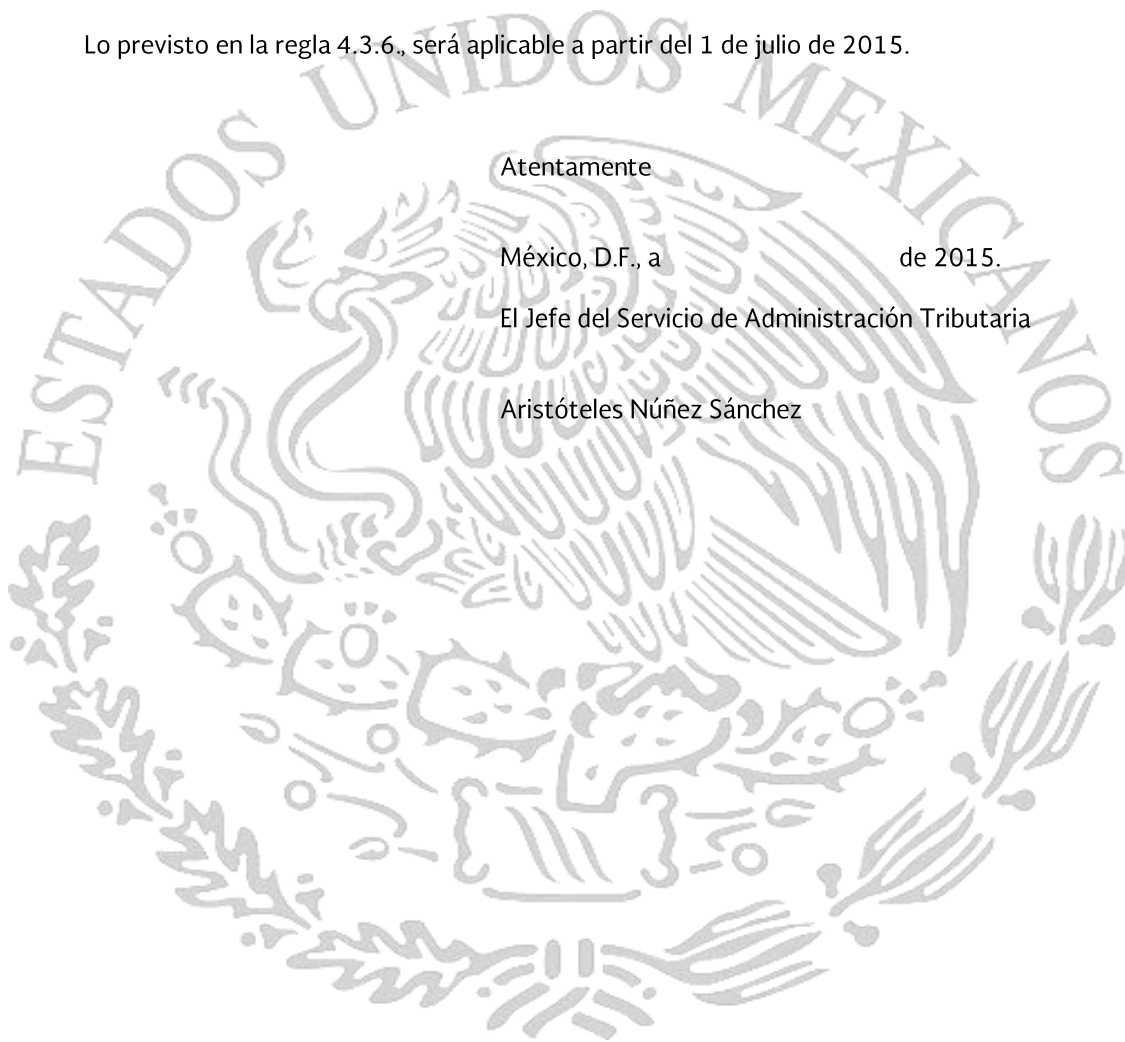 Lo previsto en la regla 4.3.6., será aplicable a partir del 1 de julio de 2015.
ESTADOS UNIDOS MEXICANOS
Atentamente
México, D.F., a de 2015.
El Jefe del Servicio de Administración Tributaria
Aristóteles Núñez Sánchez